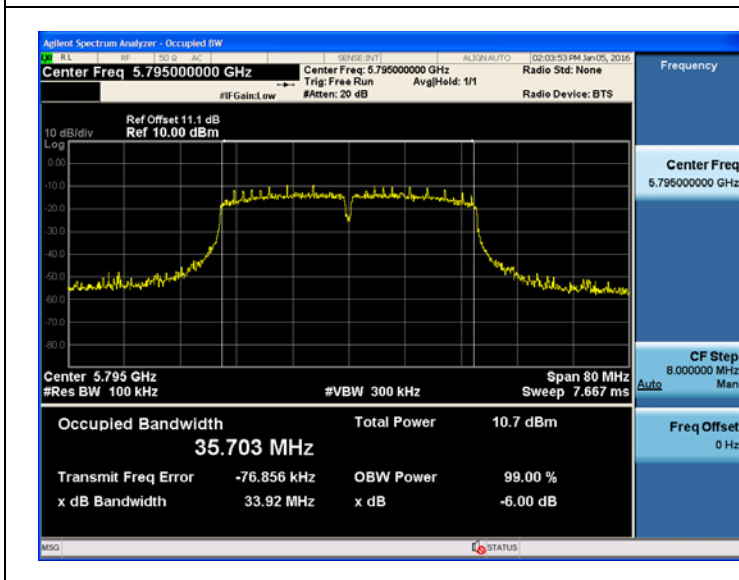 Agilent Spectrum Analyzer - Occupied BW
RL RF 50 Ω AC SENSE:INT ALIGNAUTO 02:03:53 PM Jan 05, 2016
Center Freq 5.795000000 GHz
Center Freq: 5.795000000 GHz Radio Std: None
Trig: Free Run Avg|Hold: 1/1
#IFGain:Low #Atten: 20 dB Radio Device: BTS
Ref Offset 11.1 dB
10 dB/div Ref 10.00 dBm
Log
0.00
-10.0
-20.0
-30.0
-40.0
-50.0
-60.0
-70.0
-80.0
Center 5.795 GHz Span 80 MHz
#Res BW 100 kHz #VBW 300 kHz Sweep 7.667 ms
Occupied Bandwidth Total Power 10.7 dBm
35.703 MHz
Transmit Freq Error -76.856 kHz OBW Power 99.00 %
x dB Bandwidth 33.92 MHz x dB -6.00 dB
MSG STATUS
Frequency
Center Freq
5.795000000 GHz
CF Step
8.000000 MHz
Auto Man
Freq Offset
0 Hz